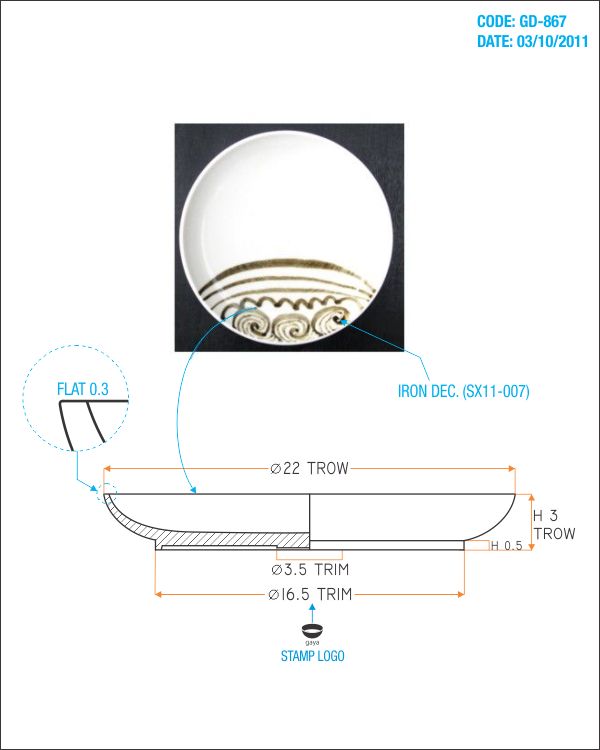 CODE: GD-867
DATE: 03/10/2011
FLAT 0.3
IRON DEC. (SX11-007)
⌀22 TROW
H 3
TROW
H 0.5
⌀3.5 TRIM
⌀16.5 TRIM
gaya
STAMP LOGO